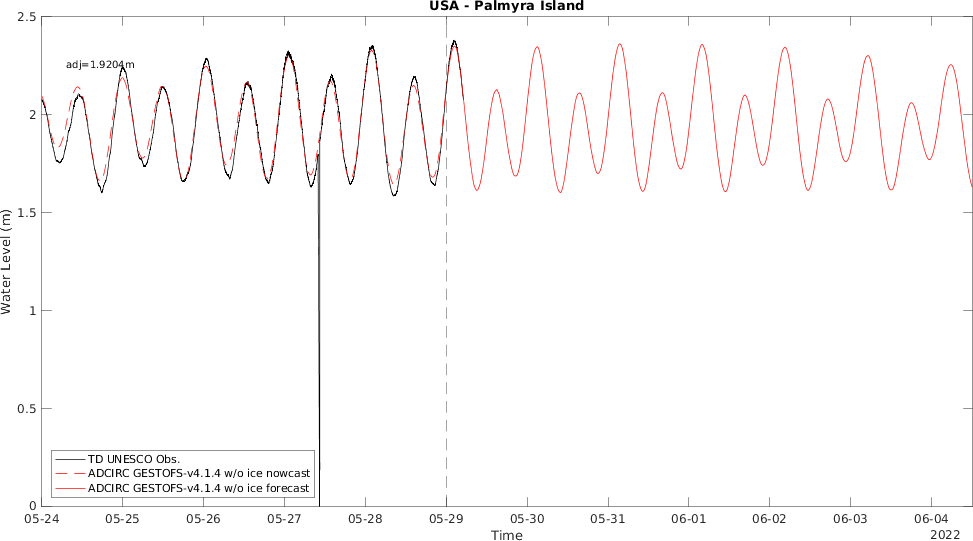 USA - Palmyra Island
2.5
adj=1.9204m
2
1.5
Water Level (m)
1
0.5
TD UNESCO Obs.
ADCIRC GESTOFS-v4.1.4 w/o ice nowcast
ADCIRC GESTOFS-v4.1.4 w/o ice forecast
0
05-24 05-25 05-26 05-27 05-28 05-29 05-30 05-31 06-01 06-02 06-03 06-04
2022
Time